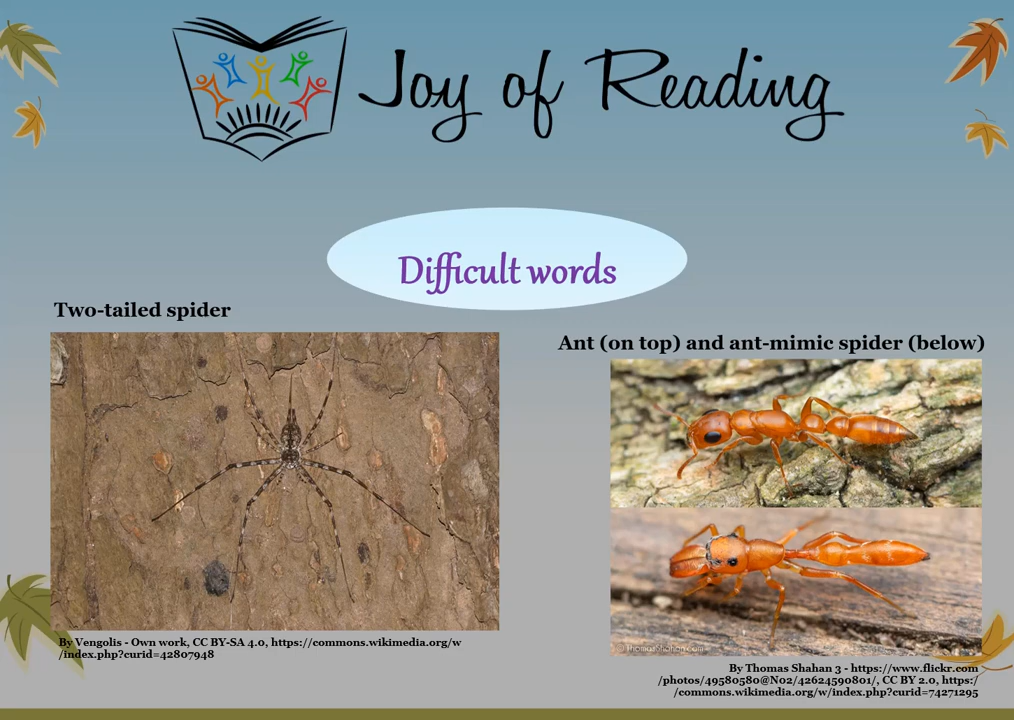 Joy of Reading
Difficult words
Two-tailed spider
Ant (on top) and ant-mimic spider (below)
© ThomasShahan.com
By Vengolis - Own work, CC BY-SA 4.0, https://commons.wikimedia.org/w
/index.php?curid=42807948
By Thomas Shahan 3 - https://www.flickr.com
/photos/49580580@N02/42624590801/, CC BY 2.0, https:/
/commons.wikimedia.org/w/index.php?curid=74271295